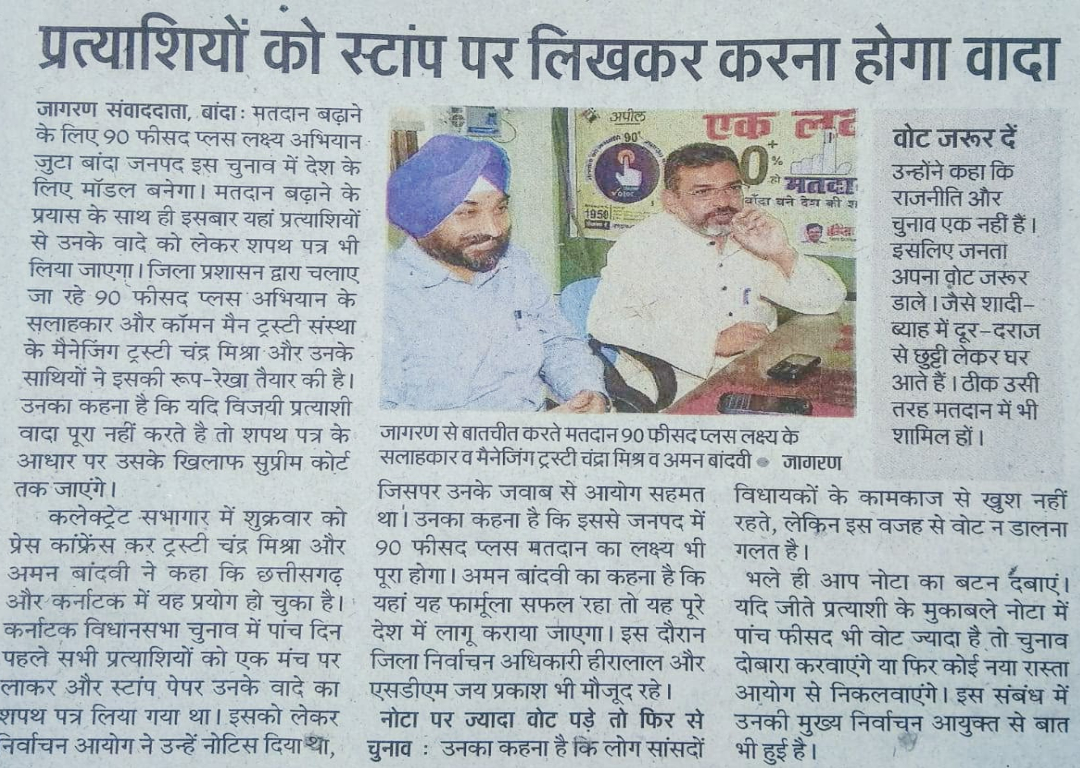 प्रत्याशियों को स्टांप पर लिखकर करना होगा वादा
जागरण संवाददाता, बांदा : मतदान बढ़ाने
के लिए 90 फीसद प्लस लक्ष्य अभियान
जुटा बांदा जनपद इस चुनाव में देश के
लिए मॉडल बनेगा। मतदान बढ़ाने के
प्रयास के साथ ही इसबार यहां प्रत्याशियों
से उनके वादे को लेकर शपथ पत्र भी
लिया जाएगा। जिला प्रशासन द्वारा चलाए
जा रहे 90 फीसद प्लस अभियान के
सलाहकार और कॉमन मैन ट्रस्टी संस्था
के मैनेजिंग ट्रस्टी चंद्र मिश्रा और उनके
साथियों ने इसकी रूप-रेखा तैयार की है।
उनका कहना है कि यदि विजयी प्रत्याशी
वादा पूरा नहीं करते है तो शपथ पत्र के
आधार पर उसके खिलाफ सुप्रीम कोर्ट
तक जाएंगे।
कलेक्ट्रेट सभागार में शुक्रवार को
प्रेस कांफ्रेंस कर ट्रस्टी चंद्र मिश्रा और
अमन बांदवी ने कहा कि छत्तीसगढ़
और कर्नाटक में यह प्रयोग हो चुका है।
कर्नाटक विधानसभा चुनाव में पांच दिन
पहले सभी प्रत्याशियों को एक मंच पर
लाकर और स्टांप पेपर उनके वादे का
शपथ पत्र लिया गया था। इसको लेकर
निर्वाचन आयोग ने उन्हें नोटिस दिया था,
अपील
90
1950
एक
0+
%
हो
मतदा
बाँदा बने देश की
जागरण से बातचीत करते मतदान 90 फीसद प्लस लक्ष्य के
सलाहकार व मैनेजिंग ट्रस्टी चंद्रा मिश्र व अमन बांदवी ● जागरण
जिसपर उनके जवाब से आयोग सहमत
था। उनका कहना है कि इससे जनपद में
90 फीसद प्लस मतदान का लक्ष्य भी
पूरा होगा। अमन बांदवी का कहना है कि
यहां यह फार्मूला सफल रहा तो यह पूरे
देश में लागू कराया जाएगा। इस दौरान
जिला निर्वाचन अधिकारी हीरालाल और
एसडीएम जय प्रकाश भी मौजूद रहे।
नोटा पर ज्यादा वोट पड़े तो फिर से
चुनाव : उनका कहना है कि लोग सांसदों
वोट जरूर दें
उन्होंने कहा कि
राजनीति और
चुनाव एक नहीं हैं।
इसलिए जनता
अपना वोट जरूर
डाले। जैसे शादी-
ब्याह में दूर-दराज
से छुट्टी लेकर घर
आते हैं। ठीक उसी
तरह मतदान में भी
शामिल हों।
विधायकों के कामकाज से खुश नहीं
रहते, लेकिन इस वजह से वोट न डालना
गलत है।
भले ही आप नोटा का बटन दबाएं।
यदि जीते प्रत्याशी के मुकाबले नोटा में
पांच फीसद भी वोट ज्यादा है तो चुनाव
दोबारा करवाएंगे या फिर कोई नया रास्ता
आयोग से निकलवाएंगे। इस संबंध में
उनकी मुख्य निर्वाचन आयुक्त से बात
भी हुई है।